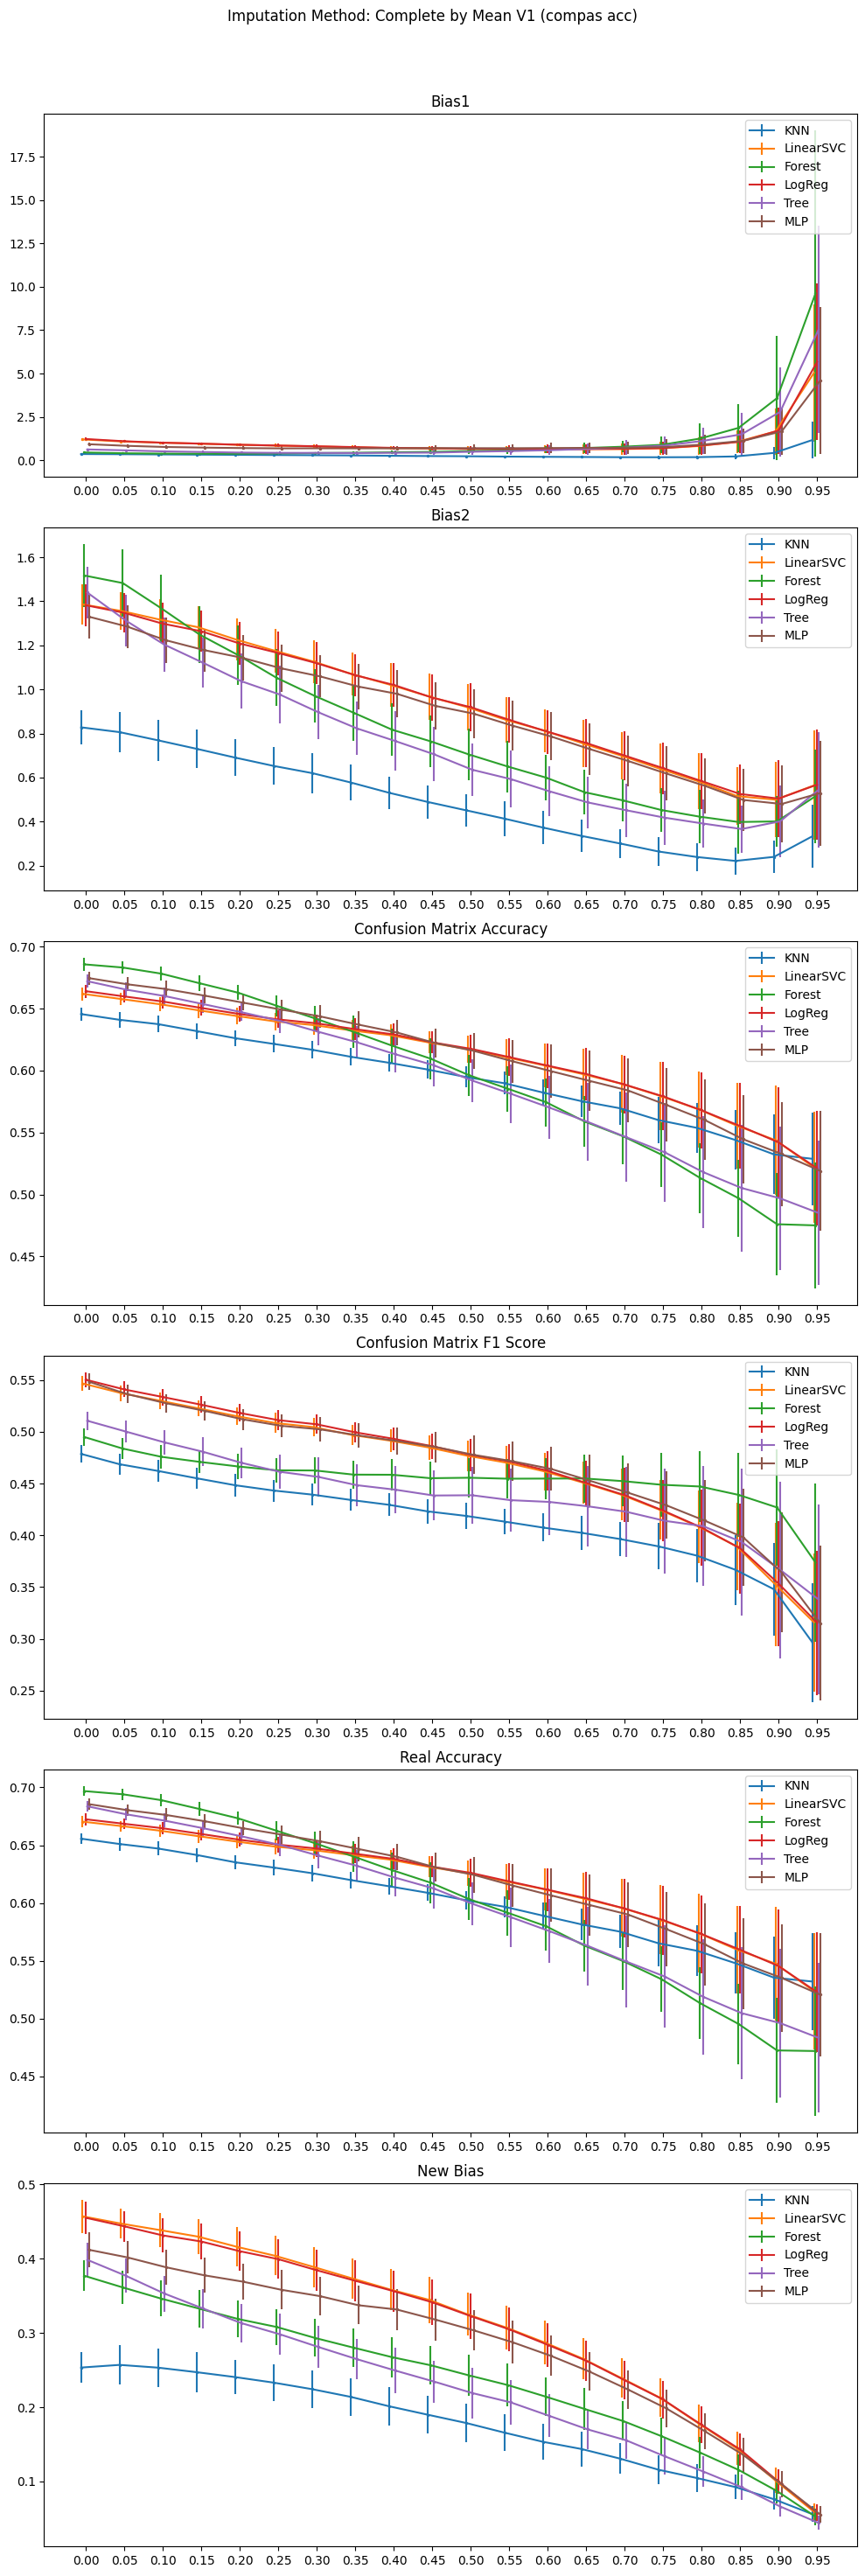 Imputation Method: Complete by Mean V1 (compas acc)
Bias1
17.5
15.0
12.5
10.0
7.5
5.0
2.5
0.0
KNN
LinearSVC
Forest
LogReg
Tree
MLP
0.00 0.05 0.10 0.15 0.20 0.25 0.30 0.35 0.40 0.45 0.50 0.55 0.60 0.65 0.70 0.75 0.80 0.85 0.90 0.95
Bias2
1.6
1.4
1.2
1.0
0.8
0.6
0.4
0.2
KNN
LinearSVC
Forest
LogReg
Tree
MLP
0.00 0.05 0.10 0.15 0.20 0.25 0.30 0.35 0.40 0.45 0.50 0.55 0.60 0.65 0.70 0.75 0.80 0.85 0.90 0.95
Confusion Matrix Accuracy
0.70
0.65
0.60
0.55
0.50
0.45
KNN
LinearSVC
Forest
LogReg
Tree
MLP
0.00 0.05 0.10 0.15 0.20 0.25 0.30 0.35 0.40 0.45 0.50 0.55 0.60 0.65 0.70 0.75 0.80 0.85 0.90 0.95
Confusion Matrix F1 Score
0.55
0.50
0.45
0.40
0.35
0.30
0.25
KNN
LinearSVC
Forest
LogReg
Tree
MLP
0.00 0.05 0.10 0.15 0.20 0.25 0.30 0.35 0.40 0.45 0.50 0.55 0.60 0.65 0.70 0.75 0.80 0.85 0.90 0.95
Real Accuracy
0.70
0.65
0.60
0.55
0.50
0.45
KNN
LinearSVC
Forest
LogReg
Tree
MLP
0.00 0.05 0.10 0.15 0.20 0.25 0.30 0.35 0.40 0.45 0.50 0.55 0.60 0.65 0.70 0.75 0.80 0.85 0.90 0.95
New Bias
0.5
0.4
0.3
0.2
0.1
KNN
LinearSVC
Forest
LogReg
Tree
MLP
0.00 0.05 0.10 0.15 0.20 0.25 0.30 0.35 0.40 0.45 0.50 0.55 0.60 0.65 0.70 0.75 0.80 0.85 0.90 0.95